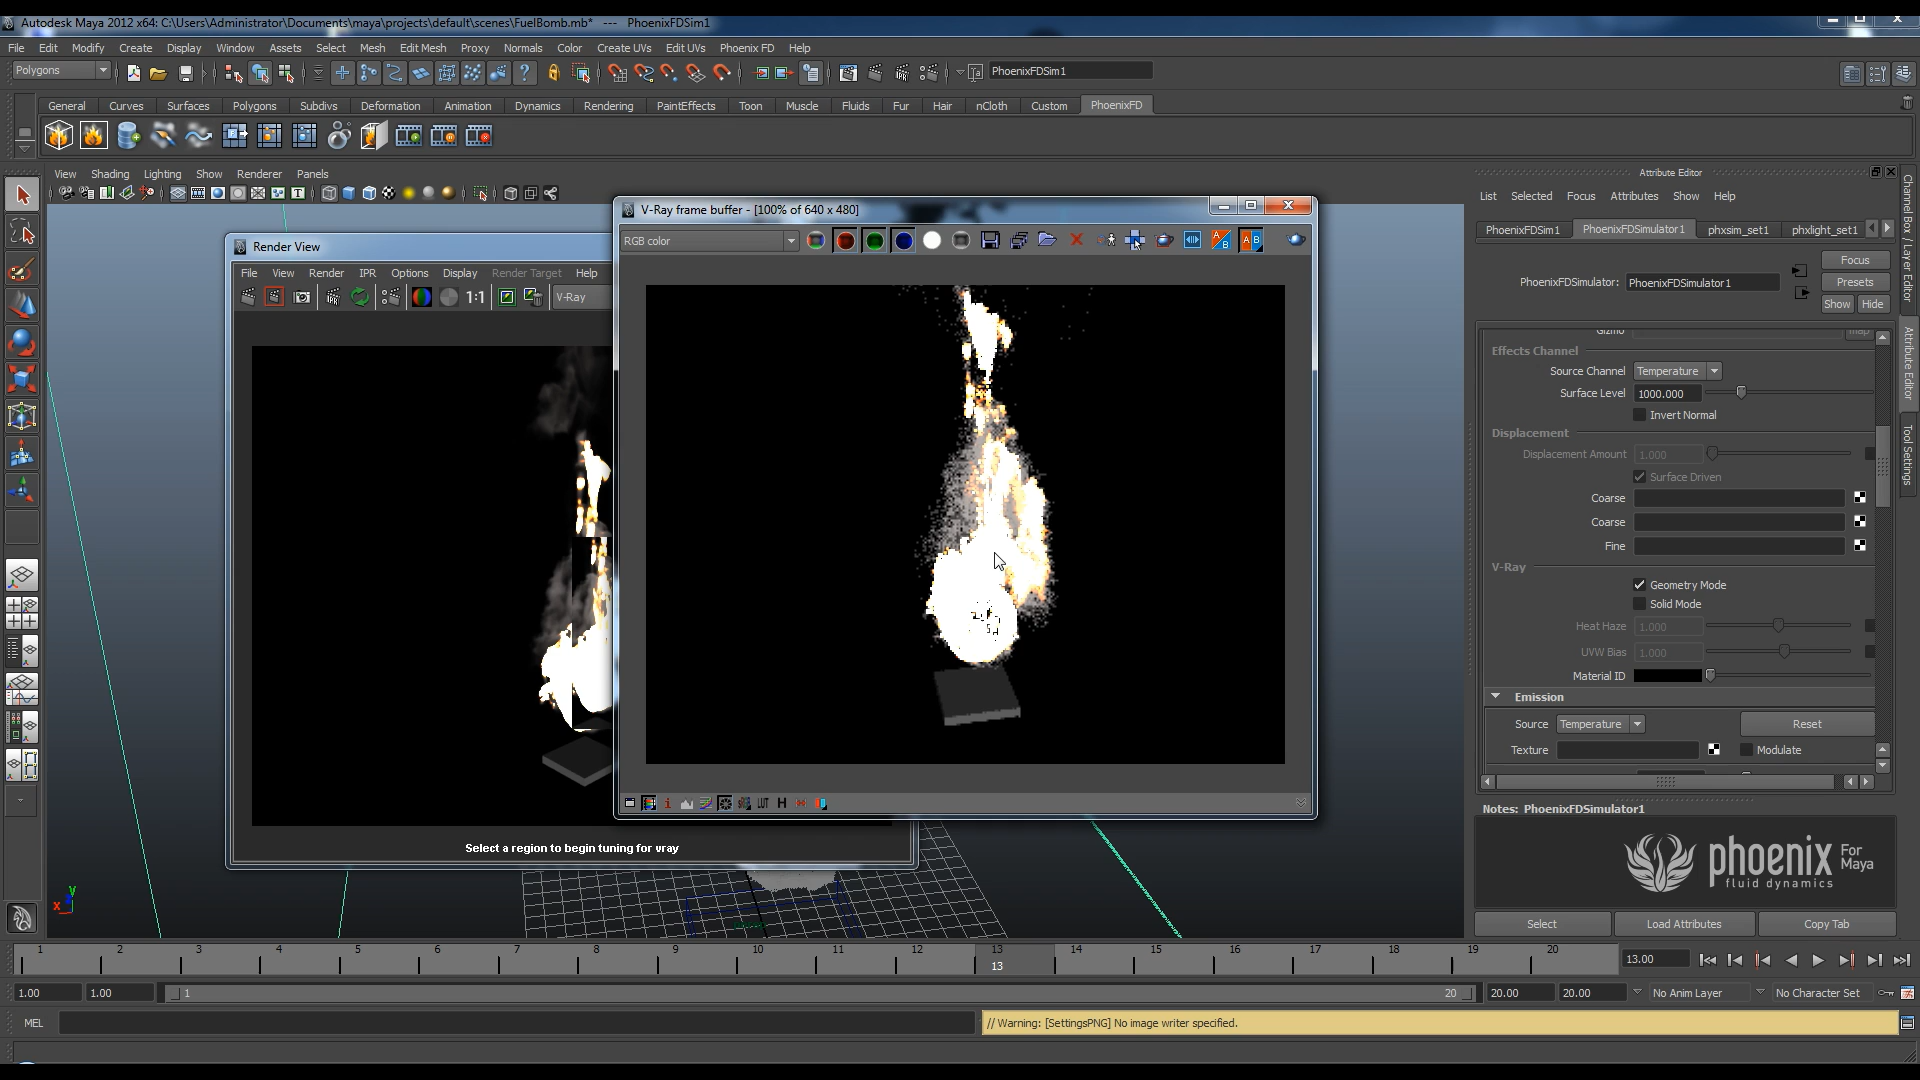 Autodesk Maya 2012 x64: C:\Users\Administrator\Documents\maya\projects\default\scenes\FuelBomb.mb* --- PhoenixFDSim1
File Edit Modify Create Display Window Assets Select Mesh Edit Mesh Proxy Normals Color Create UVs Edit UVs Phoenix FD Help
Polygons
PhoenixFDSim1
General Curves Surfaces Polygons Subdivs Deformation Animation Dynamics Rendering PaintEffects Toon Muscle Fluids Fur Hair nCloth Custom PhoenixFD
View Shading Lighting Show Renderer Panels
Render View
File View Render IPR Options Display Render Target Help
1:1
V-Ray
Select a region to begin tuning for vray
V-Ray frame buffer - [100% of 640 x 480]
RGB color
LUT H
Attribute Editor
List Selected Focus Attributes Show Help
PhoenixFDSim1 PhoenixFDSimulator1 phxsim_set1 phxlight_set1
PhoenixFDSimulator: PhoenixFDSimulator1
Focus
Presets
Show Hide
Gizmo
map
Effects Channel
Source Channel Temperature
Surface Level 1000.000
Invert Normal
Displacement
Displacement Amount 1.000
Surface Driven
Coarse
Coarse
Fine
V-Ray
Geometry Mode
Solid Mode
Heat Haze 1.000
UVW Bias 1.000
Material ID
Emission
Source Temperature Reset
Texture Modulate
Notes: PhoenixFDSimulator1
phoenix For Maya
fluid dynamics
Select Load Attributes Copy Tab
Channel Box / Layer Editor
Attribute Editor
Tool Settings
y
x
1 2 3 4 5 6 7 8 9 10 11 12 13 14 15 16 17 18 19 20
13
13.00
1.00 1.00 1 20 20.00 20.00 No Anim Layer No Character Set
MEL
// Warning: [SettingsPNG] No image writer specified.